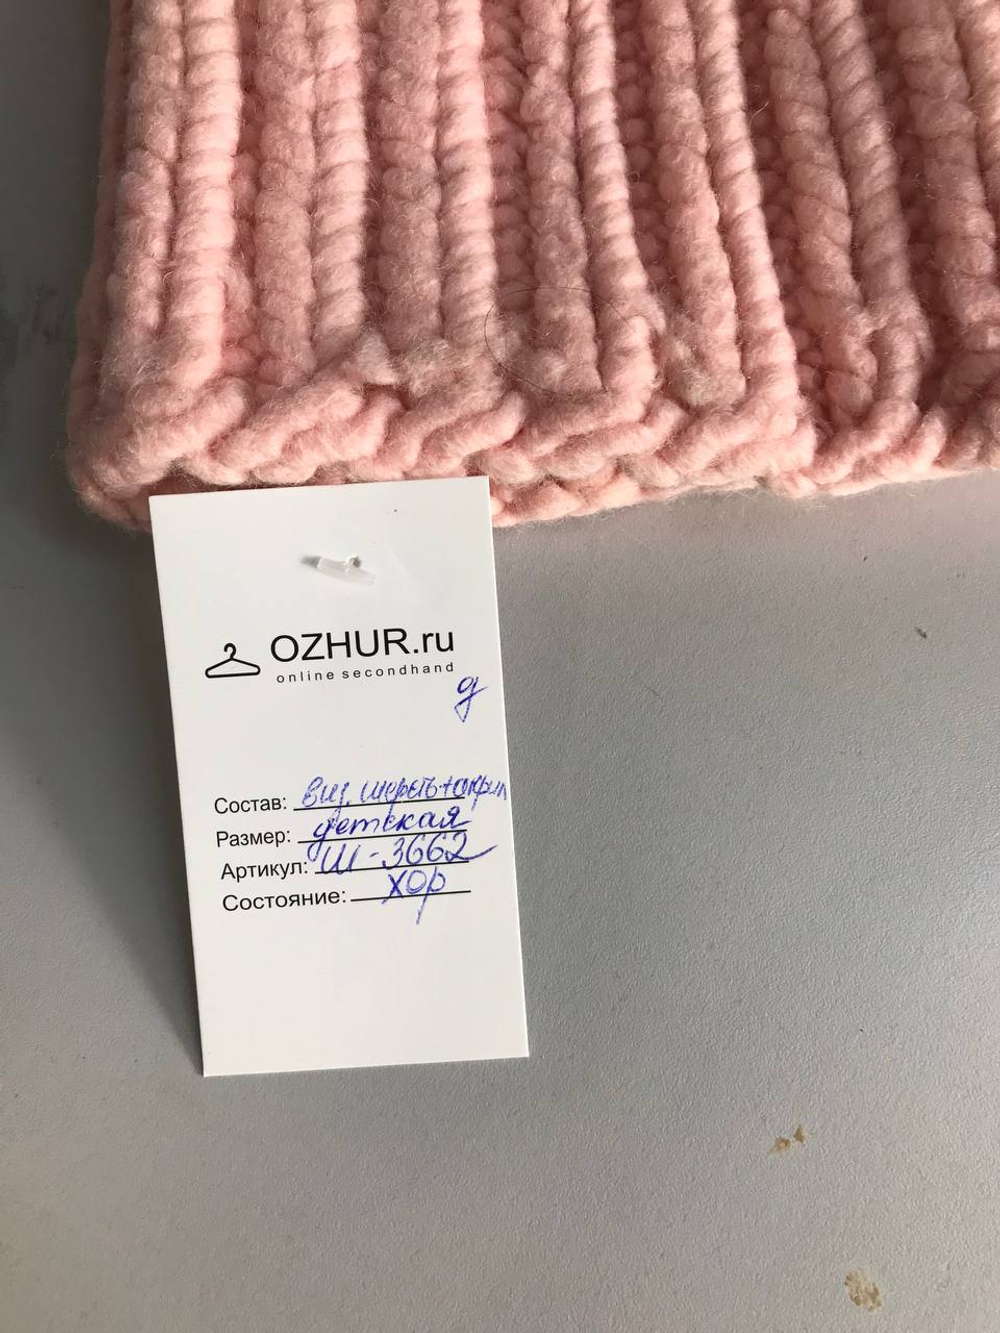 OZHUR.ru
online secondhand
д
Состав: виз. шерсть+акрил
Размер: детская
Артикул: Ш-3662
Состояние: хор